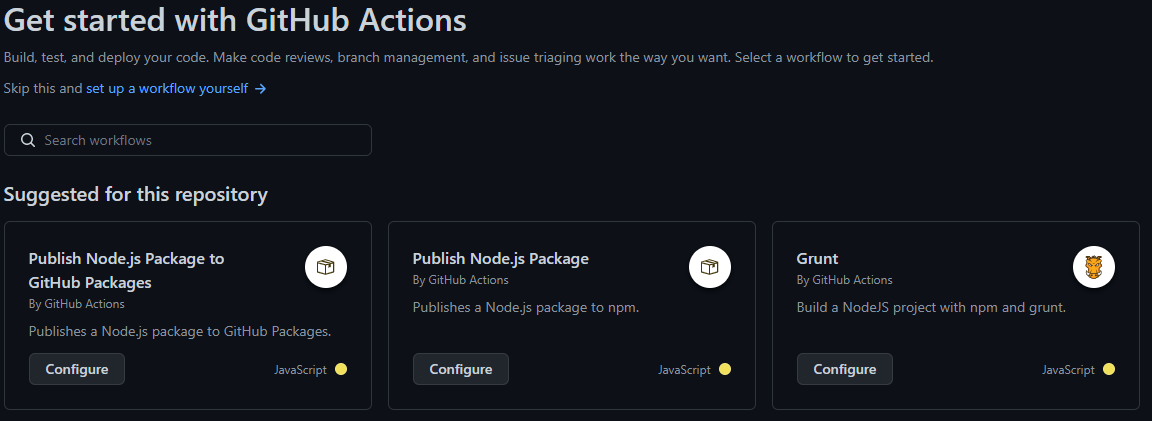 Get started with GitHub Actions
Build, test, and deploy your code. Make code reviews, branch management, and issue triaging work the way you want. Select a workflow to get started.
Skip this and set up a workflow yourself →
Search workflows
Suggested for this repository
Publish Node.js Package to
GitHub Packages
By GitHub Actions
Publishes a Node.js package to GitHub Packages.
Configure
JavaScript
Publish Node.js Package
By GitHub Actions
Publishes a Node.js package to npm.
Configure
JavaScript
Grunt
By GitHub Actions
Build a NodeJS project with npm and grunt.
Configure
JavaScript